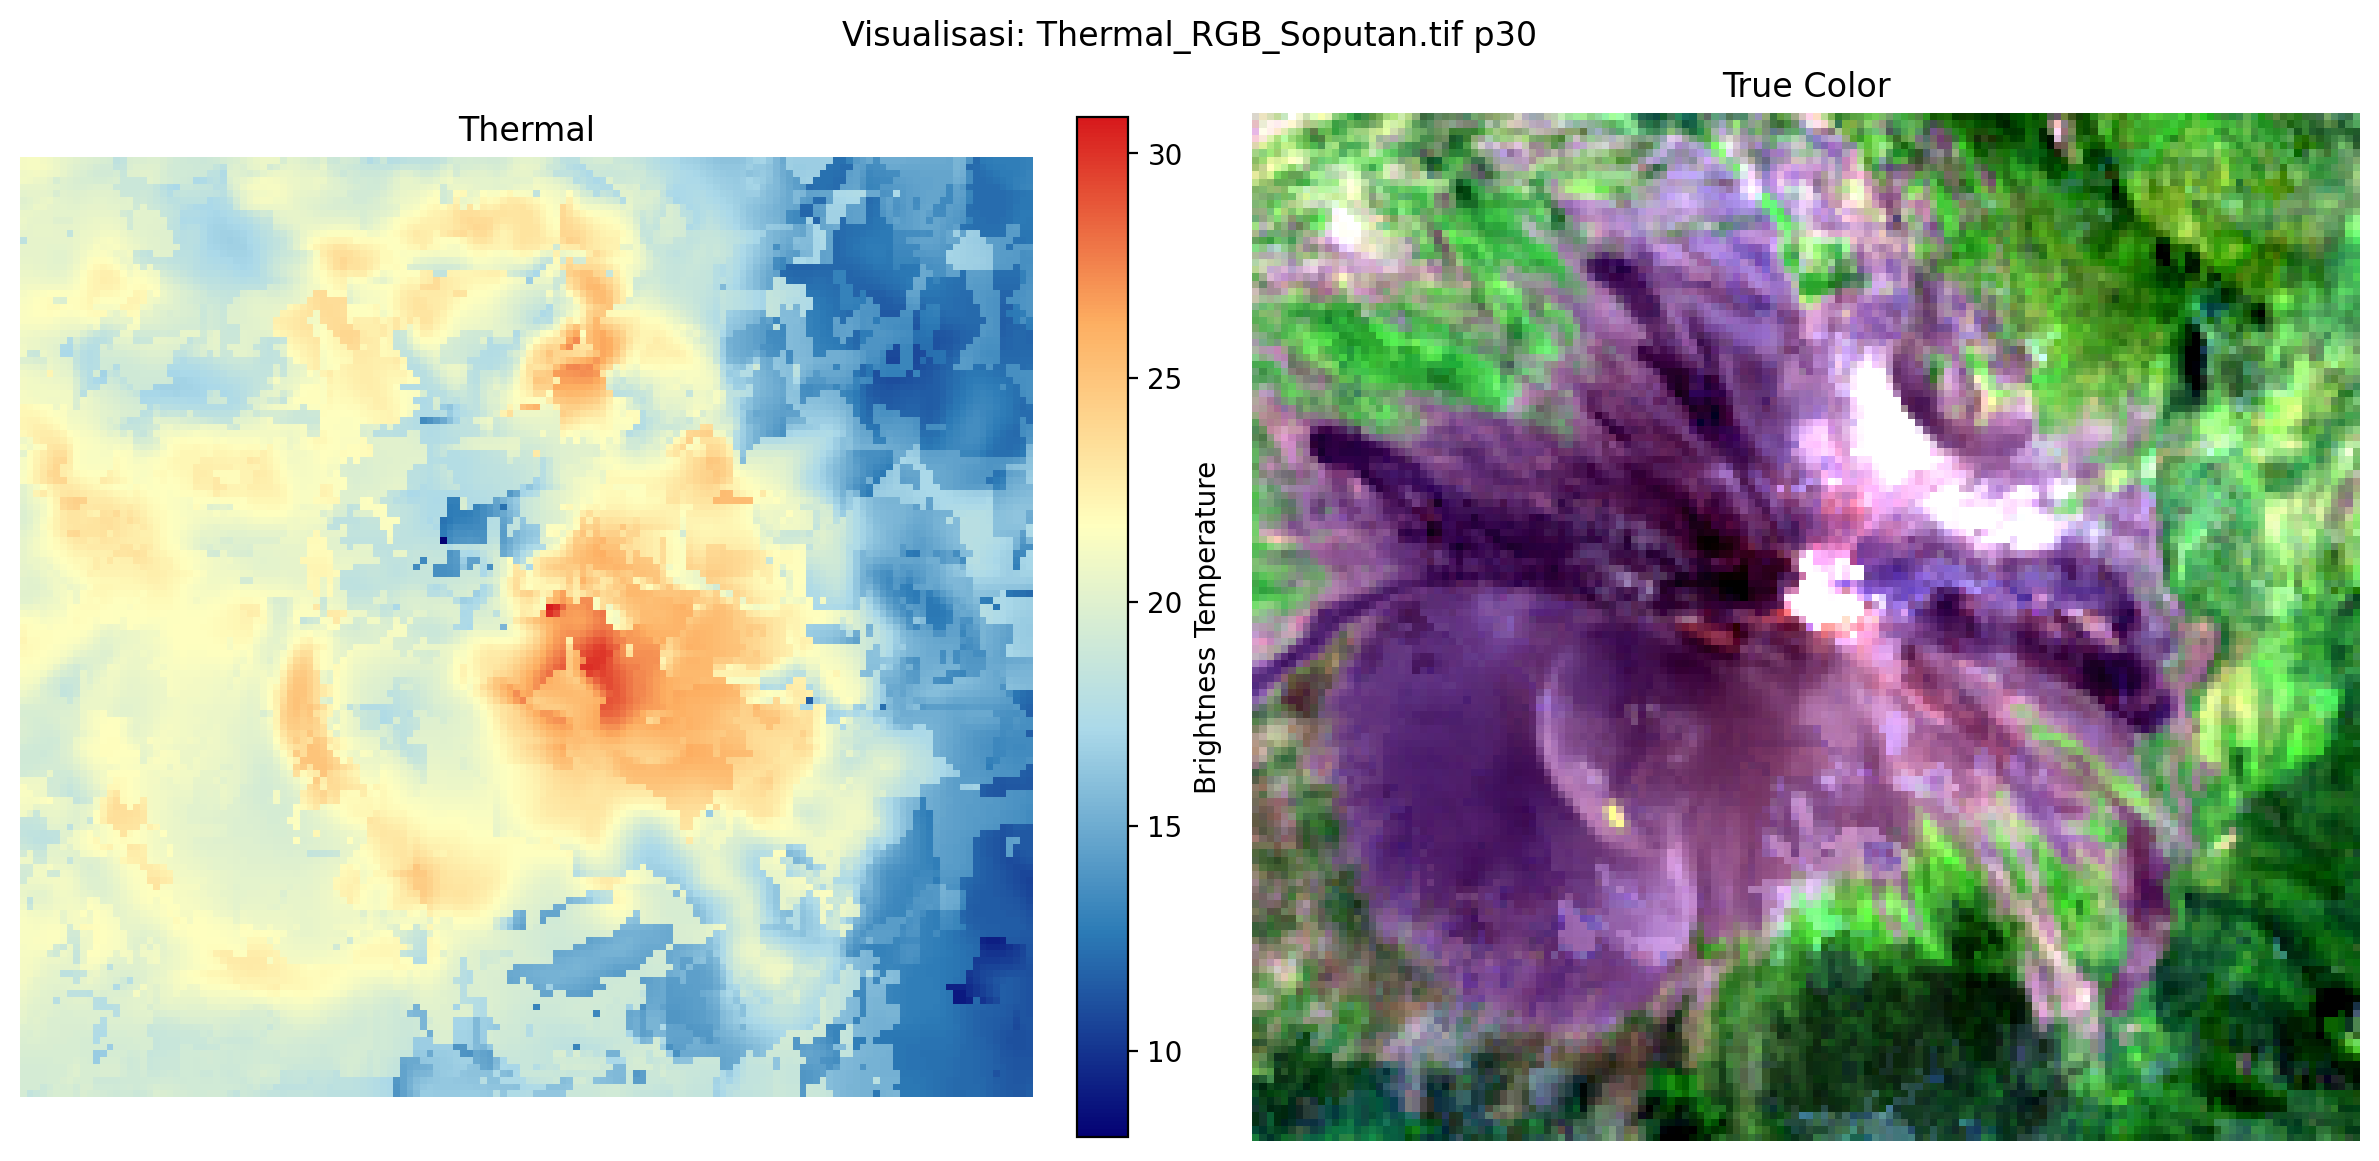 Visualisasi: Thermal_RGB_Soputan.tif p30
Thermal
True Color
30
25
20
15
10
Brightness Temperature